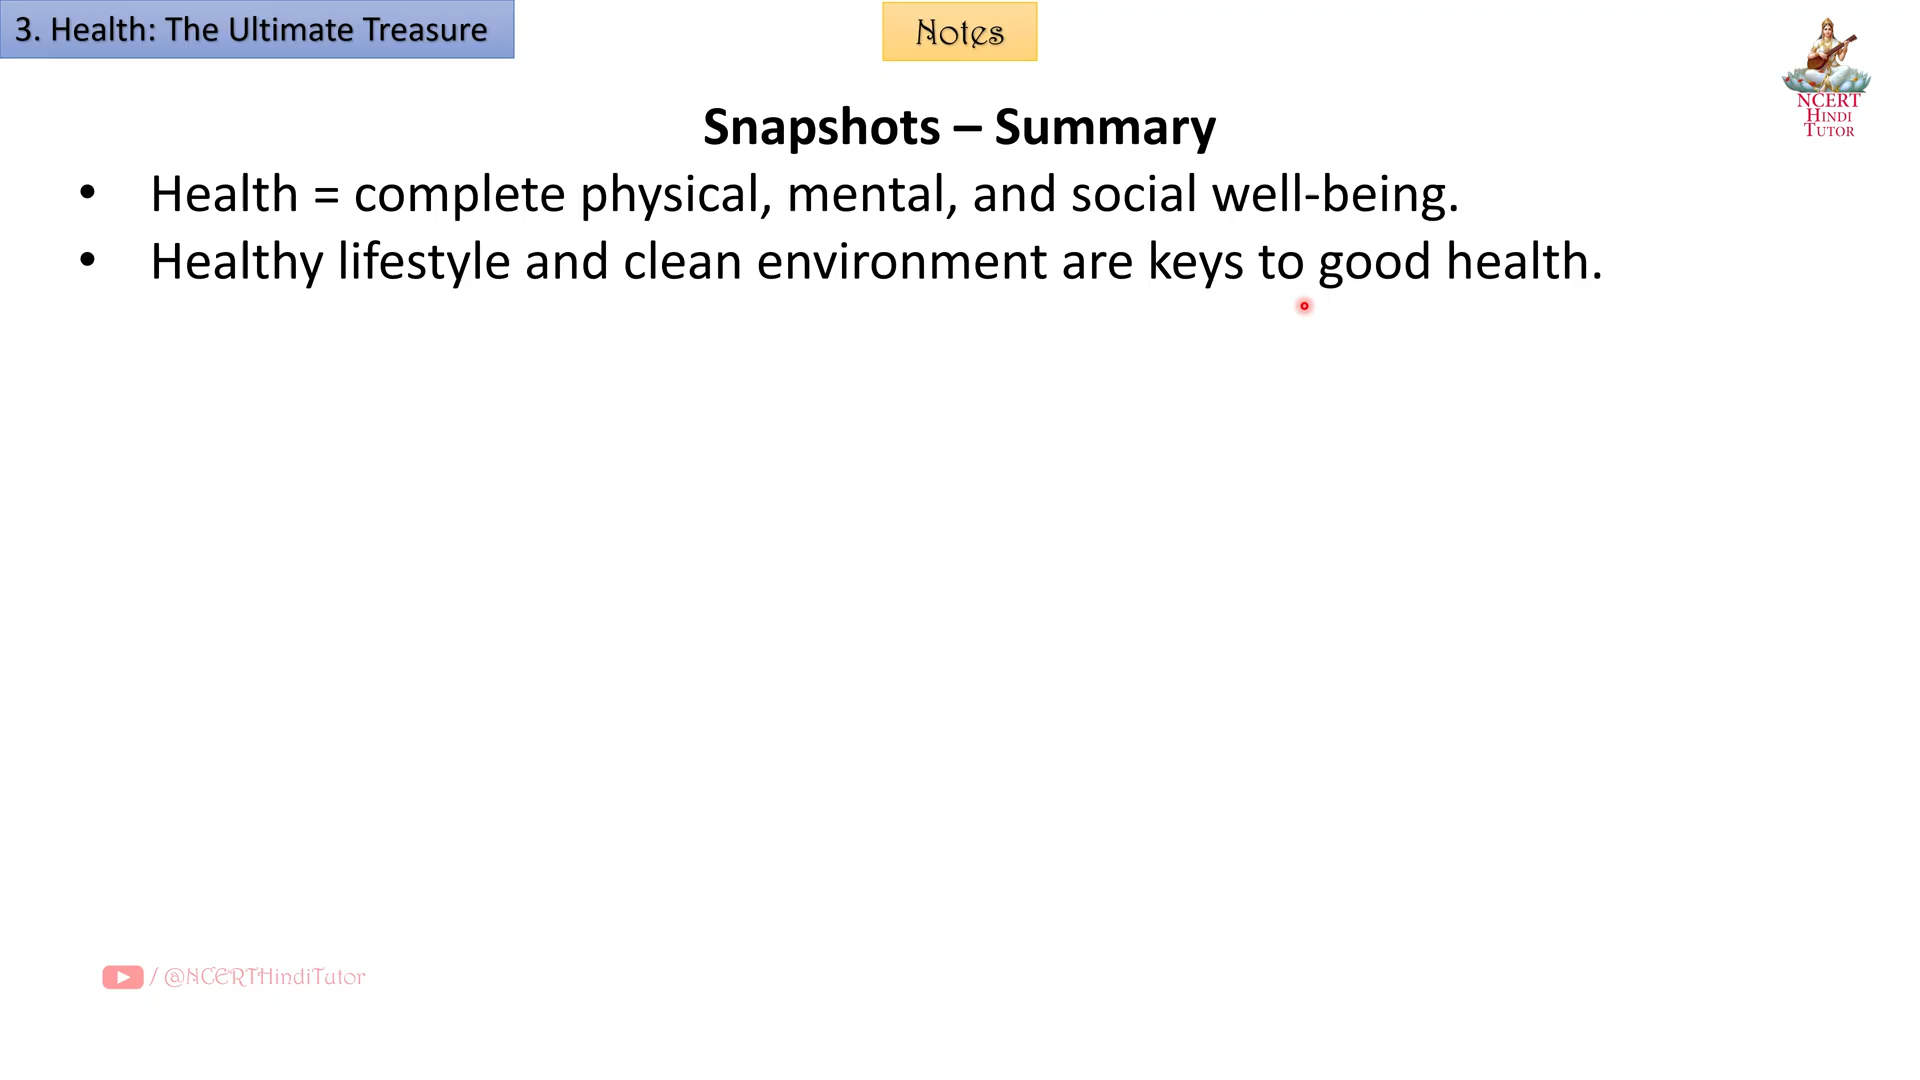 3. Health: The Ultimate Treasure
Notes
NCERT
HINDI
TUTOR
Snapshots – Summary
• Health = complete physical, mental, and social well-being.
• Healthy lifestyle and clean environment are keys to good health.
/ @NCERTHindiTutor